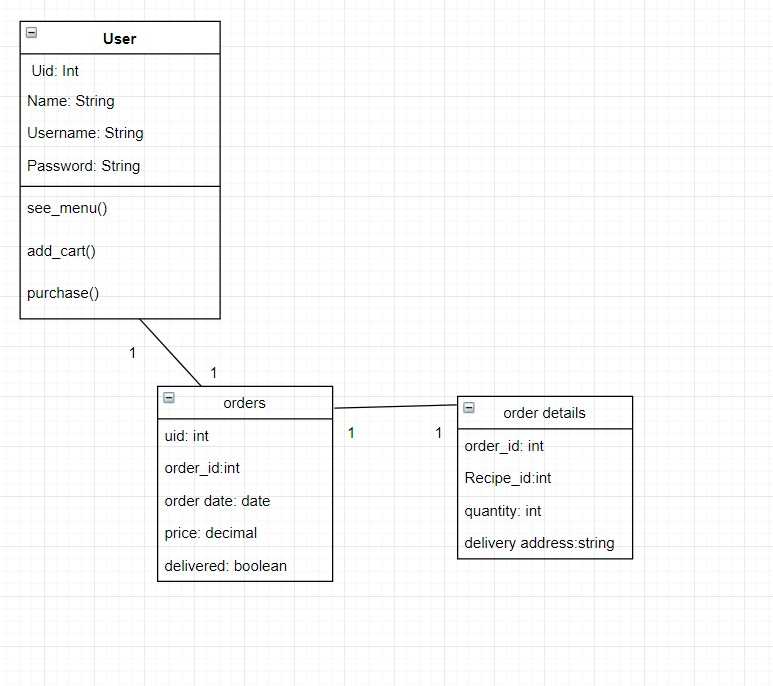 User
Uid: Int
Name: String
Username: String
Password: String
see_menu()
add_cart()
purchase()
1
1
orders
uid: int
order_id:int
order date: date
price: decimal
delivered: boolean
1
1
order details
order_id: int
Recipe_id:int
quantity: int
delivery address:string